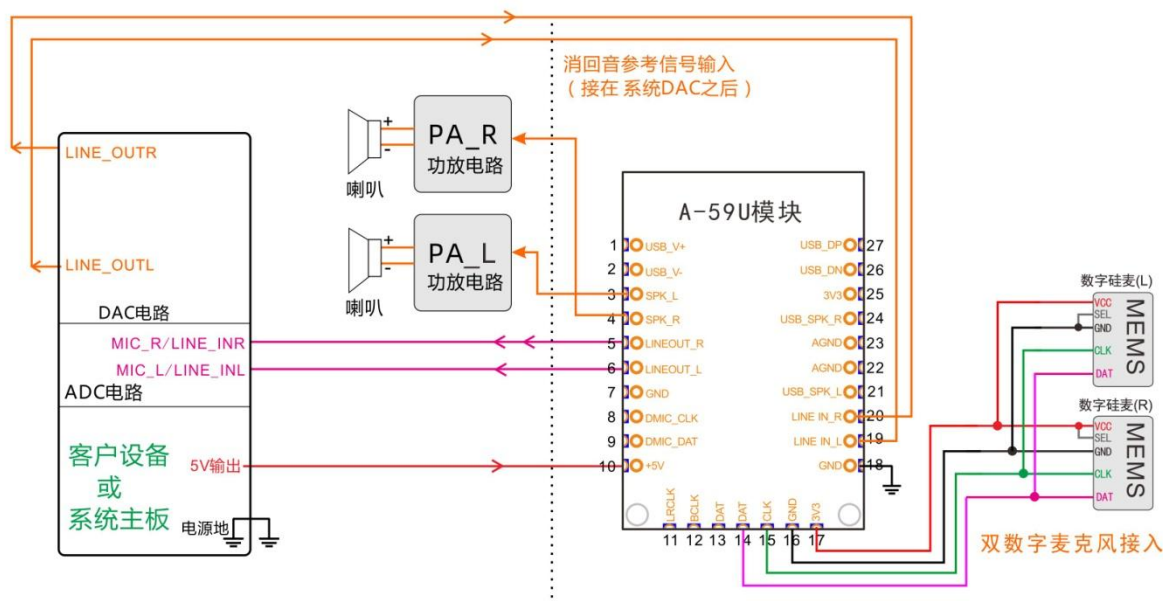 消回音参考信号输入
（接在 系统DAC之后）
LINE_OUTR
LINE_OUTL
DAC电路
MIC_R/LINE_INR
MIC_L/LINE_INL
ADC电路
客户设备
或
系统主板
5V输出
电源地
+
-
喇叭
PA_R
功放电路
+
-
喇叭
PA_L
功放电路
A-59U模块
1 USB_V+
2 USB_V-
3 SPK_L
4 SPK_R
5 LINEOUT_R
6 LINEOUT_L
7 GND
8 DMIC_CLK
9 DMIC_DAT
10 +5V
LRCLK
BCLK
DAT
DAT
CLK
GND
3V3
11 12 13 14 15 16 17
USB_DP 27
USB_DN 26
3V3 25
USB_SPK_R 24
AGND 23
AGND 22
USB_SPK_L 21
LINE IN_R 20
LINE IN_L 19
GND 18
数字硅麦(L)
VCC
SEL
GND
CLK
DAT
MEMS
数字硅麦(R)
VCC
SEL
GND
CLK
DAT
MEMS
双数字麦克风接入